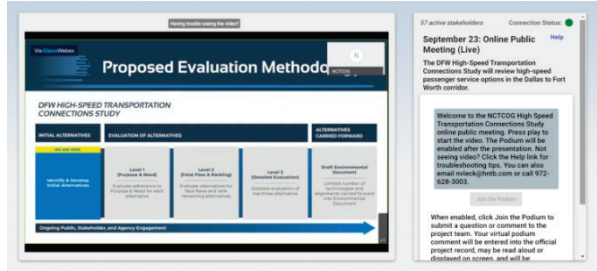 Having trouble seeing the video?
57 active stakeholders Connection Status:
Via Cisco Webex
N
NCTCOG
Proposed Evaluation Methodo
September 23: Online Public Help
Meeting (Live)
The DFW High-Speed Transportation
Connections Study will review high-speed
passenger service options in the Dallas to Fort
Worth corridor.
DFW HIGH-SPEED TRANSPORTATION
CONNECTIONS STUDY
INITIAL ALTERNATIVES
EVALUATION OF ALTERNATIVES
ALTERNATIVES
CARRIED FORWARD
WE ARE HERE
Identify & Develop
Initial Alternatives
Level 1
(Purpose & Need)
Evaluate adherence to
Purpose & Need for each
alternative
Level 2
(Fatal Flaw & Ranking)
Evaluate alternatives for
fatal flaws and rank
remaining alternatives
Level 3
(Detailed Evaluation)
Detailed evaluation of
top-three alternatives
Draft Environmental
Document
Limited number of
technologies and
alignments carried forward
into Environmental
Document
Ongoing Public, Stakeholder, and Agency Engagement
Welcome to the NCTCOG High Speed
Transportation Connections Study
online public meeting. Press play to
start the video. The Podium will be
enabled after the presentation. Not
seeing video? Click the Help link for
troubleshooting tips. You can also
email nvleck@hntb.com or call 972-
628-3003.
Join the Podium
When enabled, click Join the Podium to
submit a question or comment to the
project team. Your virtual podium
comment will be entered into the official
project record, may be read aloud or
displayed on screen, and will be